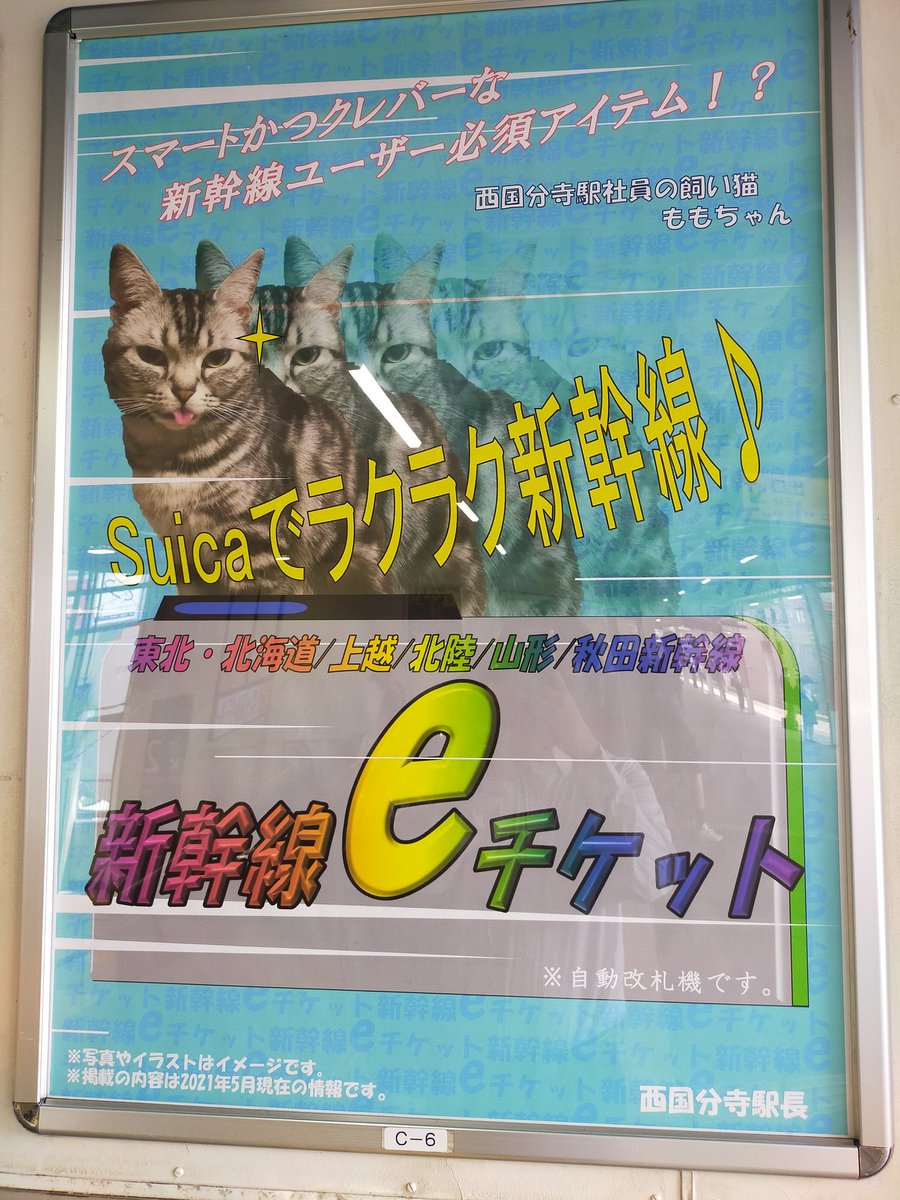 スマートかつクレバーな
新幹線ユーザー必須アイテム！？
西国分寺駅社員の飼い猫
ももちゃん
Suicaでラクラク新幹線♪
東北・北海道/上越/北陸/山形/秋田新幹線
新幹線eチケット
※自動改札機です。
※写真やイラストはイメージです。
※掲載の内容は2021年5月現在の情報です。
西国分寺駅長
C-6